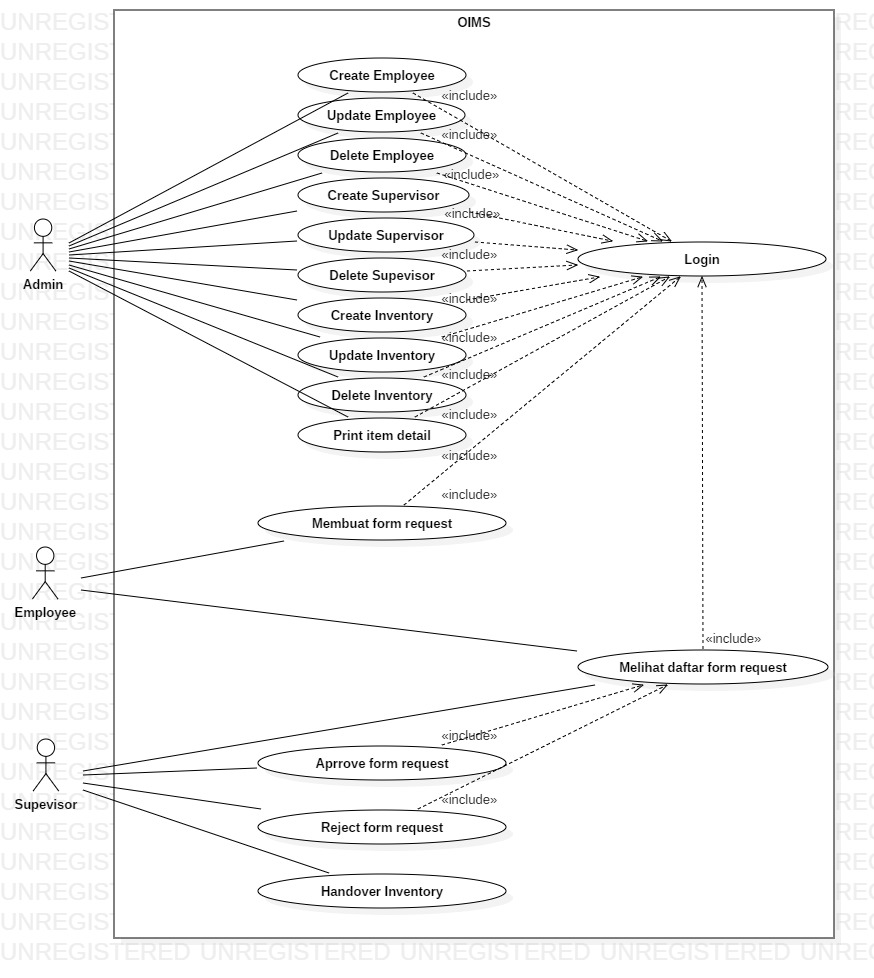 OIMS
Create Employee
«include»
Update Employee
«include»
Delete Employee
«include»
Create Supervisor
«include»
Update Supervisor
«include»
Login
Delete Supevisor
Admin
«include»
Create Inventory
«include»
Update Inventory
«include»
Delete Inventory
«include»
Print item detail
«include»
«include»
Membuat form request
Employee
«include»
Melihat daftar form request
«include»
Aprrove form request
«include»
Supevisor
Reject form request
Handover Inventory
UNREGISTERED UNREGISTERED UNREGISTERED UNREGISTERED